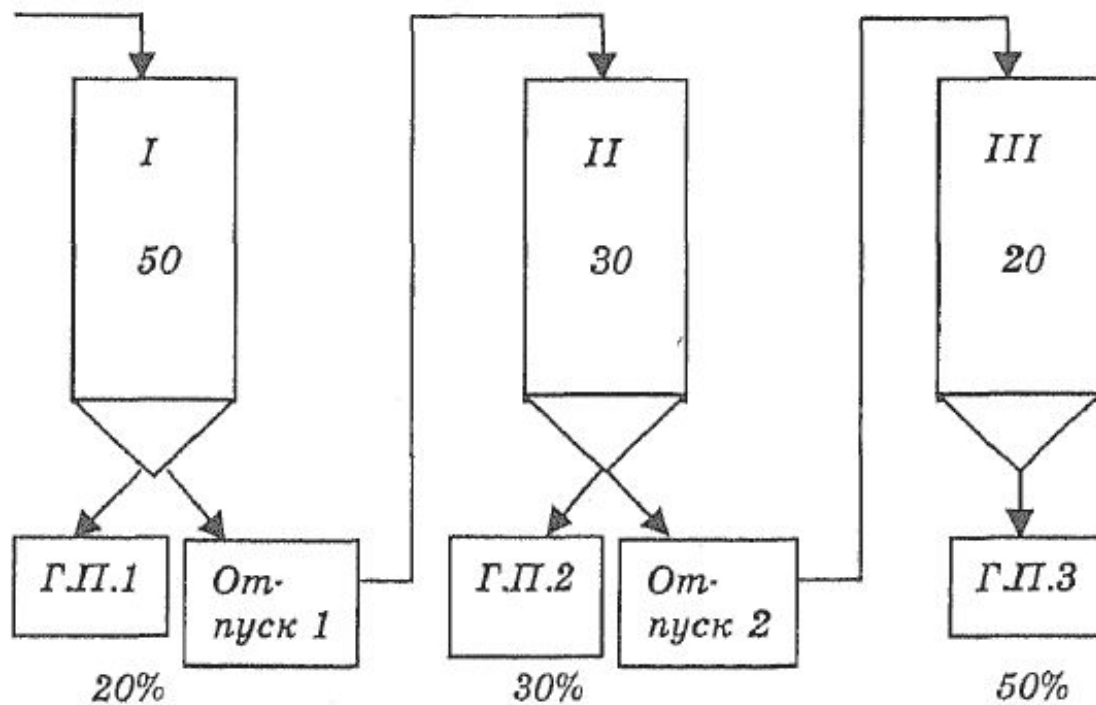 I
II
III
50
30
20
Г.П.1
От-
пуск 1
Г.П.2
От-
пуск 2
Г.П.3
20%
30%
50%